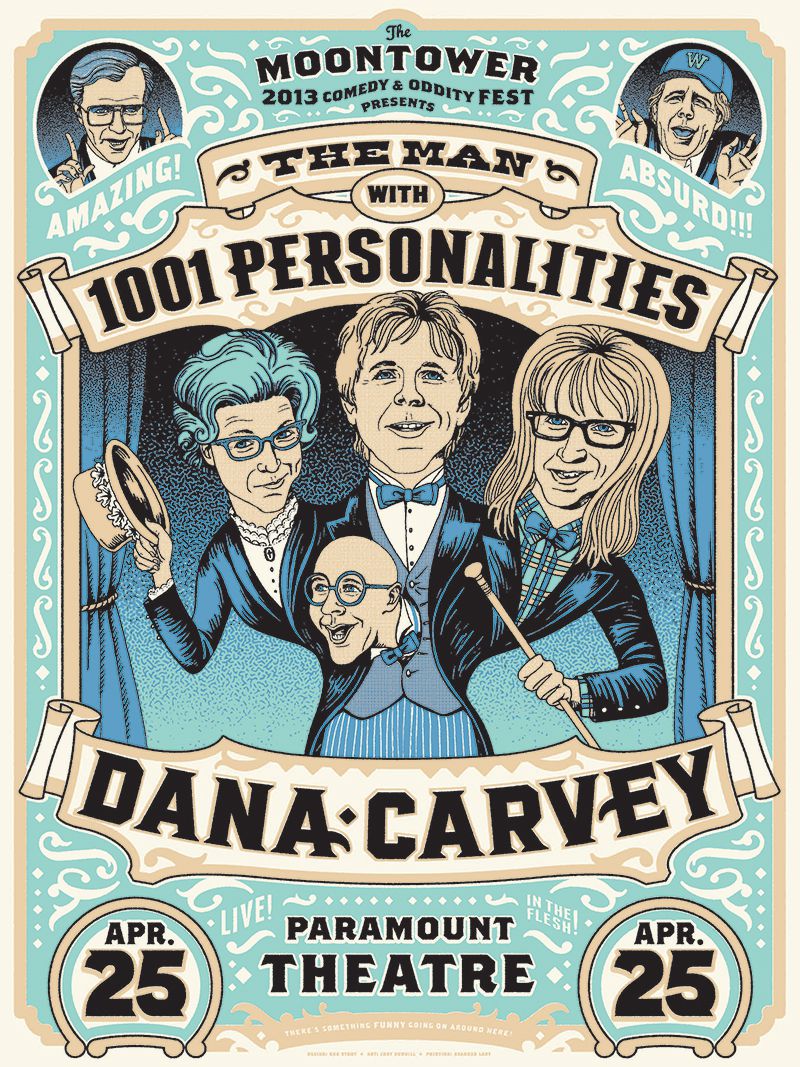 The
MOONTOWER
2013 COMEDY & ODDITY FEST
PRESENTS
W
AMAZING!
ABSURD!!!
THE MAN
WITH
1001 PERSONALITIES
DANA · CARVEY
LIVE!
IN THE
FLESH!
PARAMOUNT
THEATRE
APR.
25
APR.
25
THERE'S SOMETHING FUNNY GOING ON AROUND HERE!